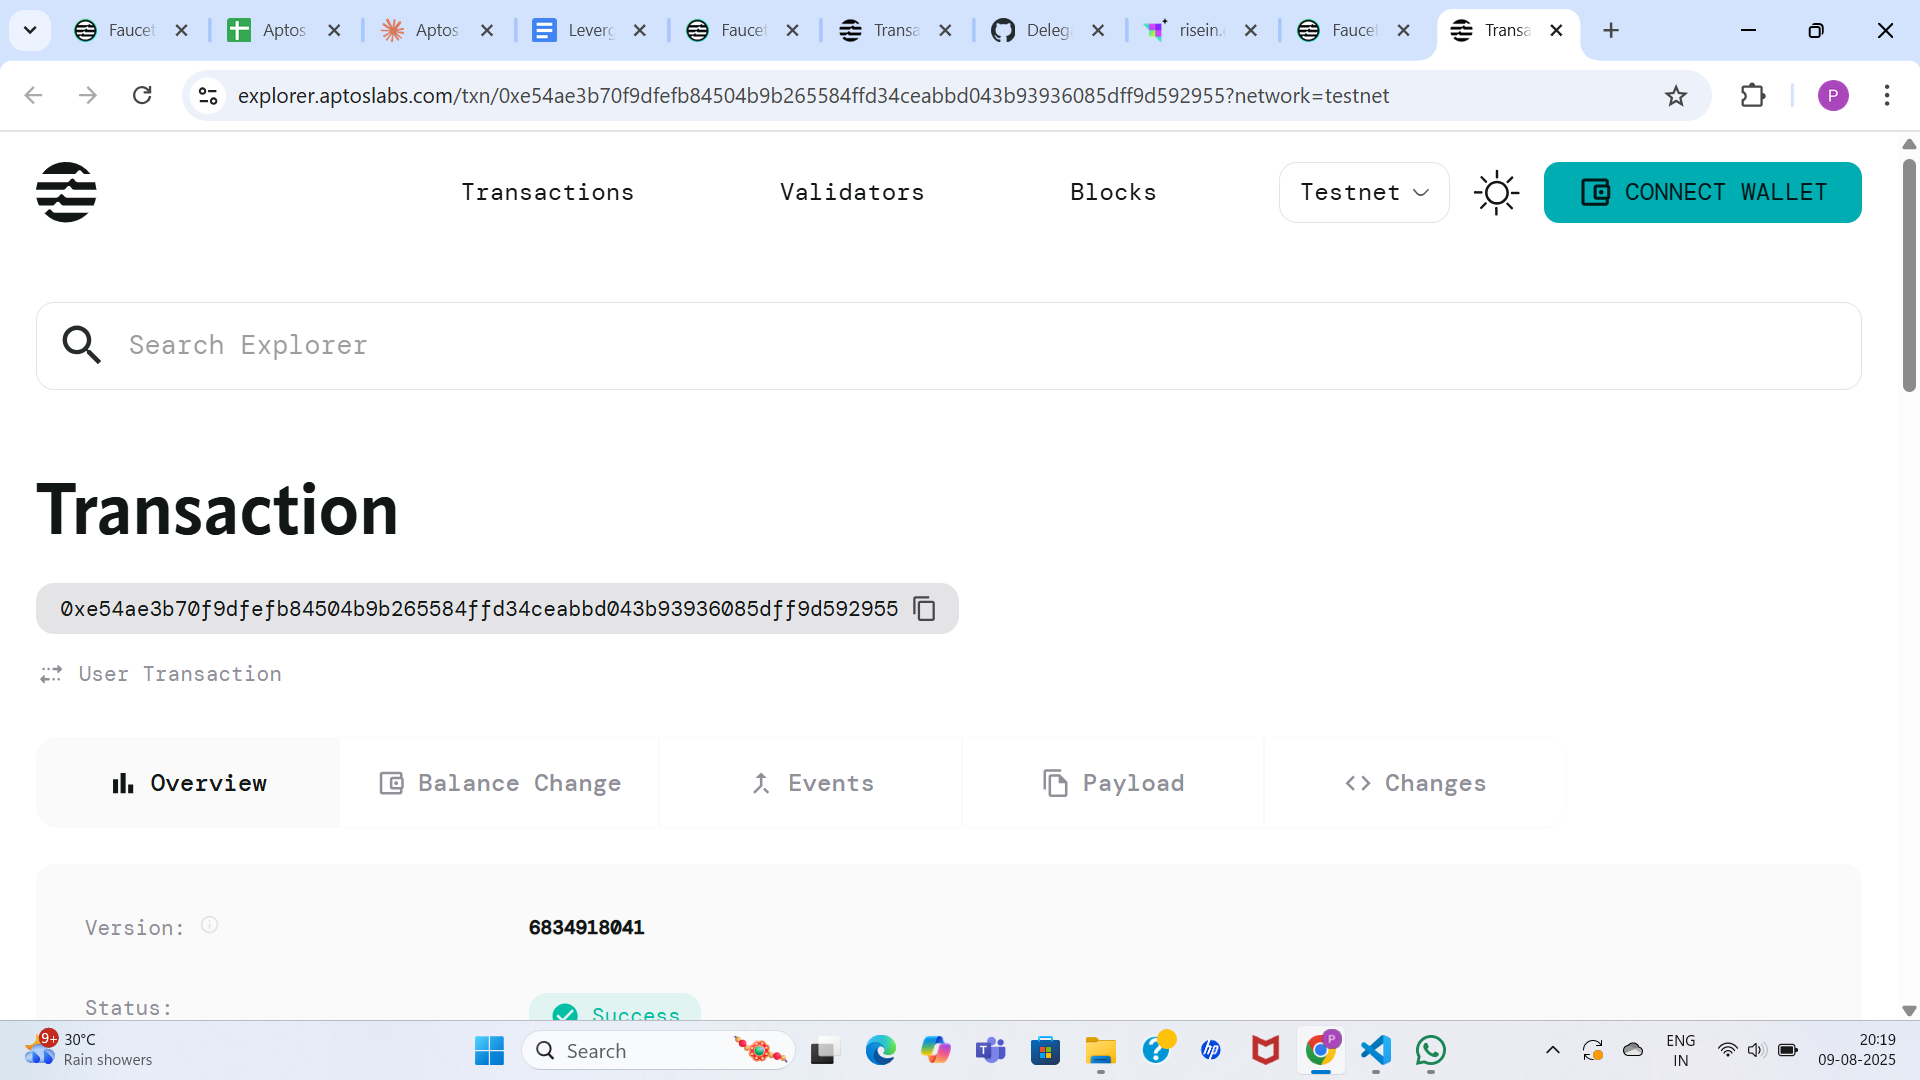 Faucet
Aptos
Aptos
Leverg
Faucet
Transa
Deleg
risein.c
Faucet
Transa
explorer.aptoslabs.com/txn/0xe54ae3b70f9dfefb84504b9b265584ffd34ceabbd043b93936085dff9d592955?network=testnet
P
Transactions
Validators
Blocks
Testnet
CONNECT WALLET
Search Explorer
Transaction
0xe54ae3b70f9dfefb84504b9b265584ffd34ceabbd043b93936085dff9d592955
User Transaction
Overview
Balance Change
Events
Payload
Changes
Version:
6834918041
Status:
Success
9+
30°C
Rain showers
Search
hp
P
ENG
IN
20:19
09-08-2025